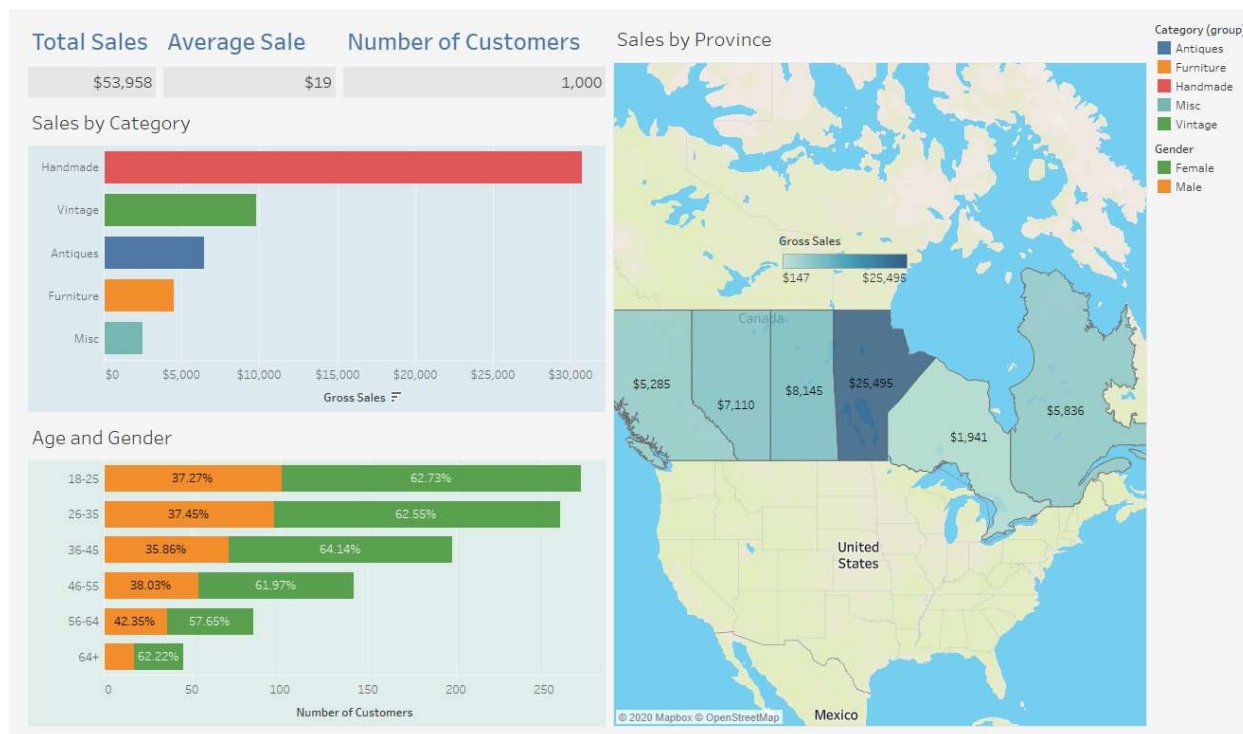 Total Sales
Average Sale
Number of Customers
$53,958
$19
1,000
Sales by Category
Handmade
Vintage
Antiques
Furniture
Misc
$0 $5,000 $10,000 $15,000 $20,000 $25,000 $30,000
Gross Sales
Age and Gender
18-25 37.27% 62.73%
26-35 37.45% 62.55%
36-45 35.86% 64.14%
46-55 38.03% 61.97%
56-64 42.35% 57.65%
64+ 62.22%
0 50 100 150 200 250
Number of Customers
Sales by Province
Gross Sales
$147 $25,495
Canada
$5,285
$7,110
$8,145
$25,495
$1,941
$5,836
United
States
Mexico
© 2020 Mapbox © OpenStreetMap
Category (group)
Antiques
Furniture
Handmade
Misc
Vintage
Gender
Female
Male